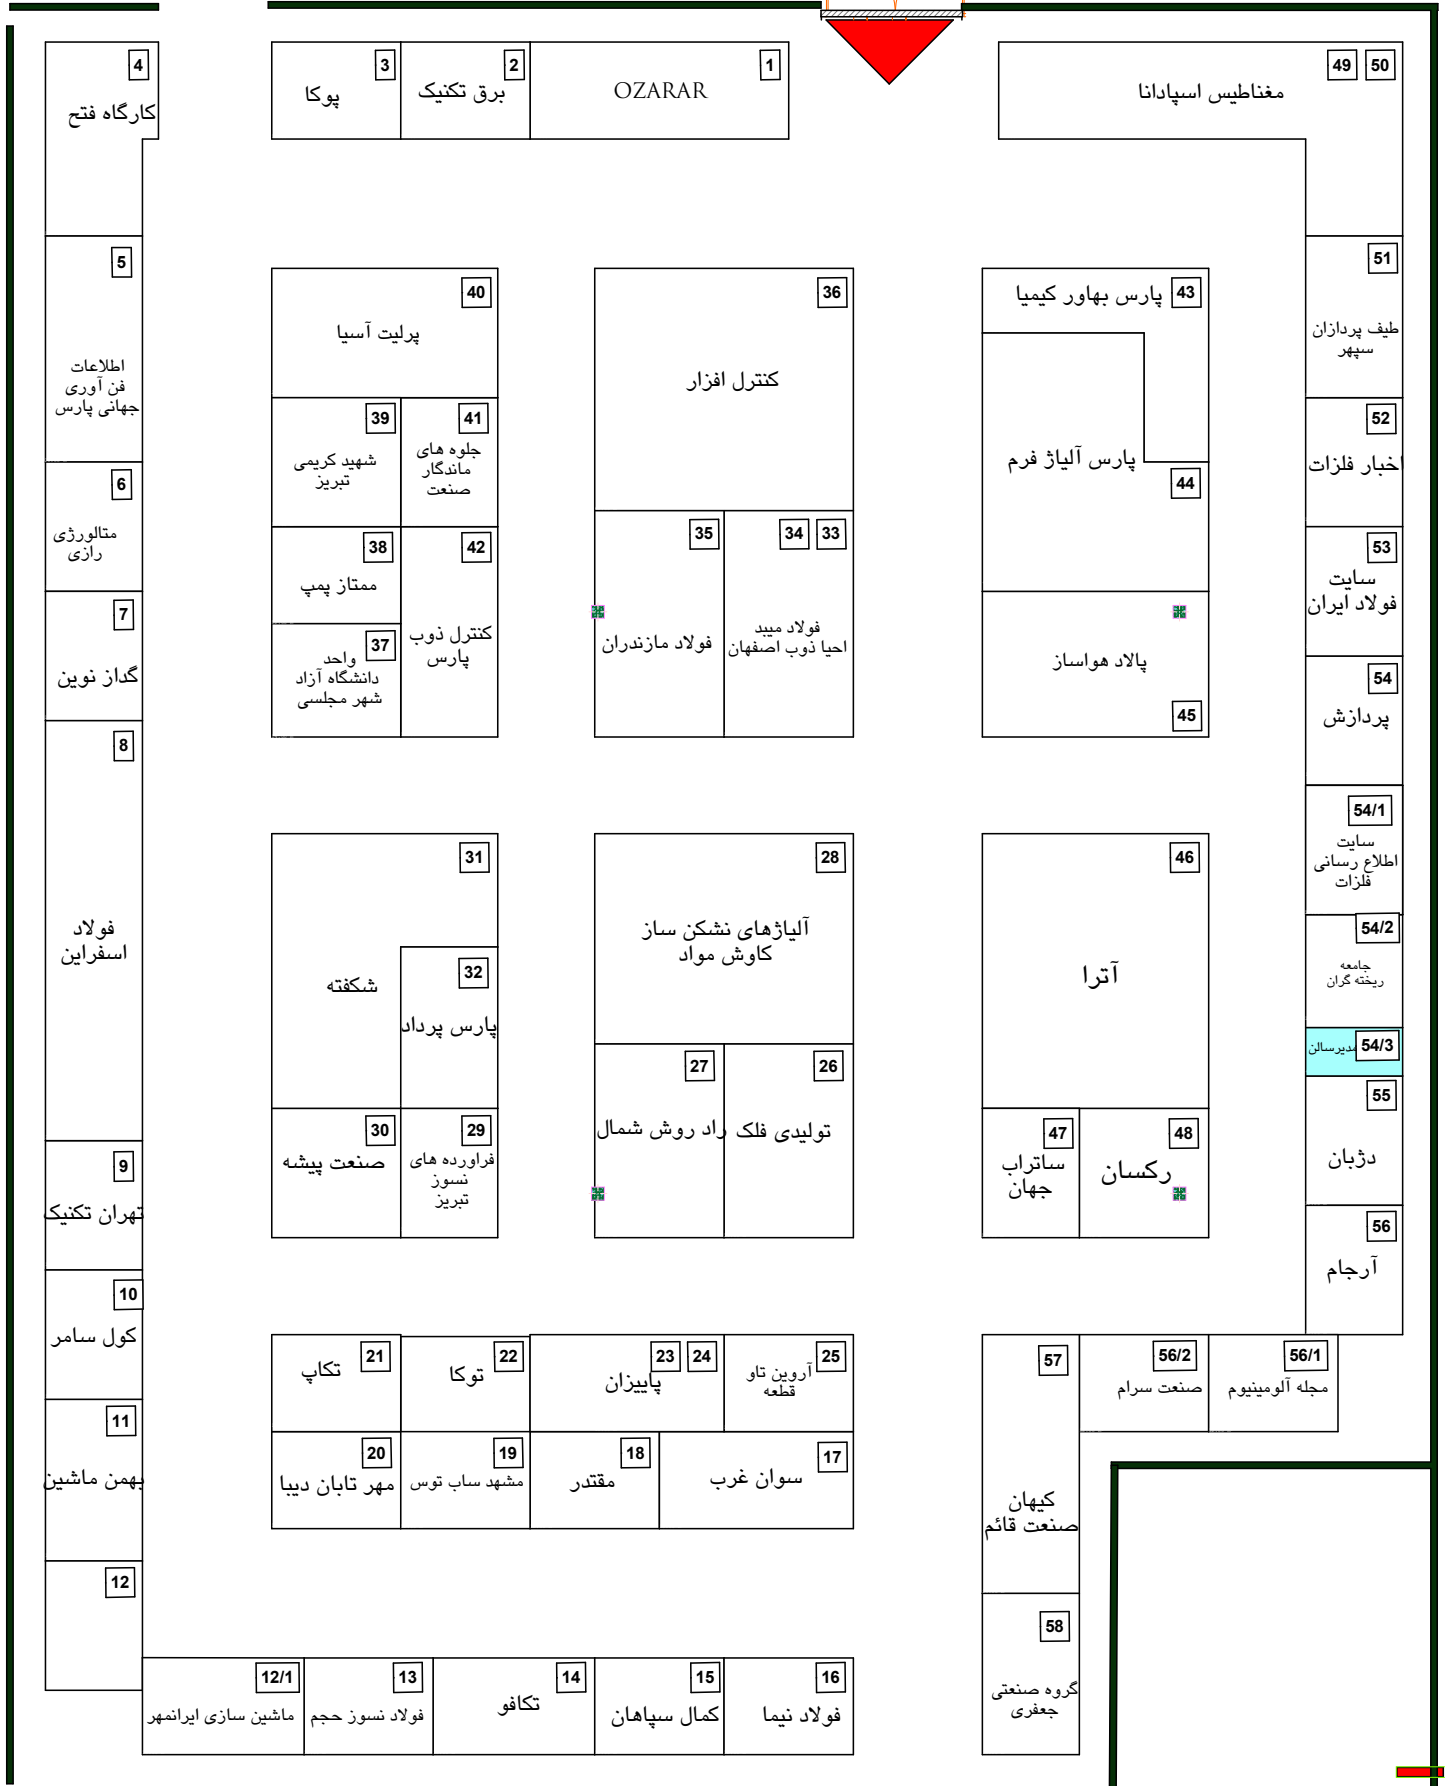 4
کارگاه فتح
3
پوکا
2
برق تکنیک
1
OZARAR
49 50
مغناطیس اسپادانا
5
اطلاعات
فن آوری
جهانی پارس
6
متالورژی
رازی
7
گداز نوین
8
فولاد
اسفراین
9
تهران تکنیک
10
کول سامر
11
بهمن ماشین
12
12/1
ماشین سازی ایرانمهر
13
فولاد نسوز حجم
14
تکافو
15
کمال سپاهان
16
فولاد نیما
40
پرلیت آسیا
39
شهید کریمی
تبریز
41
جلوه های
ماندگار
صنعت
38
ممتاز پمپ
42
کنترل ذوب
پارس
37
واحد
دانشگاه آزاد
شهر مجلسی
36
کنترل افزار
35
فولاد مازندران
34 33
فولاد میبد
احیا ذوب اصفهان
43
پارس بهاور کیمیا
پارس آلیاژ فرم
44
پالاد هواساز
45
51
طیف پردازان
سپهر
52
اخبار فلزات
53
سایت
فولاد ایران
54
پردازش
54/1
سایت
اطلاع رسانی
فلزات
54/2
جامعه
ریخته گران
54/3
مدیرسالن
55
دژبان
56
آرجام
31
شکفته
32
پارس پرداد
30
صنعت پیشه
29
فراورده های
نسوز
تبریز
28
آلیاژهای نشکن ساز
کاوش مواد
27
راد روش شمال
26
تولیدی فلک
46
آترا
47
ساتراب
جهان
48
رکسان
21
تکاپ
22
توکا
23 24
پاییزان
25
آروین تاو
قطعه
20
مهر تابان دیبا
19
مشهد ساب توس
18
مقتدر
17
سوان غرب
57
کیهان
صنعت قائم
56/2
صنعت سرام
56/1
مجله آلومینیوم
58
گروه صنعتی
جعفری